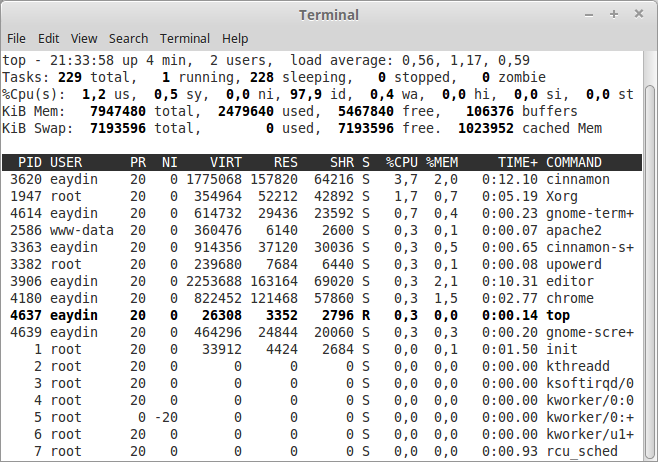 Terminal
File Edit View Search Terminal Help
top - 21:33:58 up 4 min,  2 users,  load average: 0,56, 1,17, 0,59
Tasks: 229 total,   1 running, 228 sleeping,   0 stopped,   0 zombie
%Cpu(s):  1,2 us,  0,5 sy,  0,0 ni, 97,9 id,  0,4 wa,  0,0 hi,  0,0 si,  0,0 st
KiB Mem:   7947480 total,  2479640 used,  5467840 free,   106376 buffers
KiB Swap:  7193596 total,        0 used,  7193596 free.  1023952 cached Mem
PID USER      PR  NI    VIRT    RES    SHR S  %CPU %MEM     TIME+ COMMAND
3620 eaydin    20   0 1775068 157820  64216 S   3,7  2,0   0:12.10 cinnamon
1947 root      20   0  354964  52212  42892 S   1,7  0,7   0:05.19 Xorg
4614 eaydin    20   0  614732  29436  23592 S   0,7  0,4   0:00.23 gnome-term+
2586 www-data  20   0  360476   6140   2600 S   0,3  0,1   0:00.07 apache2
3363 eaydin    20   0  914356  37120  30036 S   0,3  0,5   0:00.65 cinnamon-s+
3382 root      20   0  239680   7684   6440 S   0,3  0,1   0:00.08 upowerd
3906 eaydin    20   0 2253688 163164  69020 S   0,3  2,1   0:10.31 editor
4180 eaydin    20   0  822452 121468  57860 S   0,3  1,5   0:02.77 chrome
4637 eaydin    20   0   26308   3352   2796 R   0,3  0,0   0:00.14 top
4639 eaydin    20   0  464296  24844  20060 S   0,3  0,3   0:00.20 gnome-scre+
1 root      20   0   33912   4424   2684 S   0,0  0,1   0:01.50 init
2 root      20   0       0      0      0 S   0,0  0,0   0:00.00 kthreadd
3 root      20   0       0      0      0 S   0,0  0,0   0:00.00 ksoftirqd/0
4 root      20   0       0      0      0 S   0,0  0,0   0:00.00 kworker/0:0
5 root       0 -20       0      0      0 S   0,0  0,0   0:00.00 kworker/0:+
6 root      20   0       0      0      0 S   0,0  0,0   0:00.00 kworker/u1+
7 root      20   0       0      0      0 S   0,0  0,0   0:00.93 rcu_sched